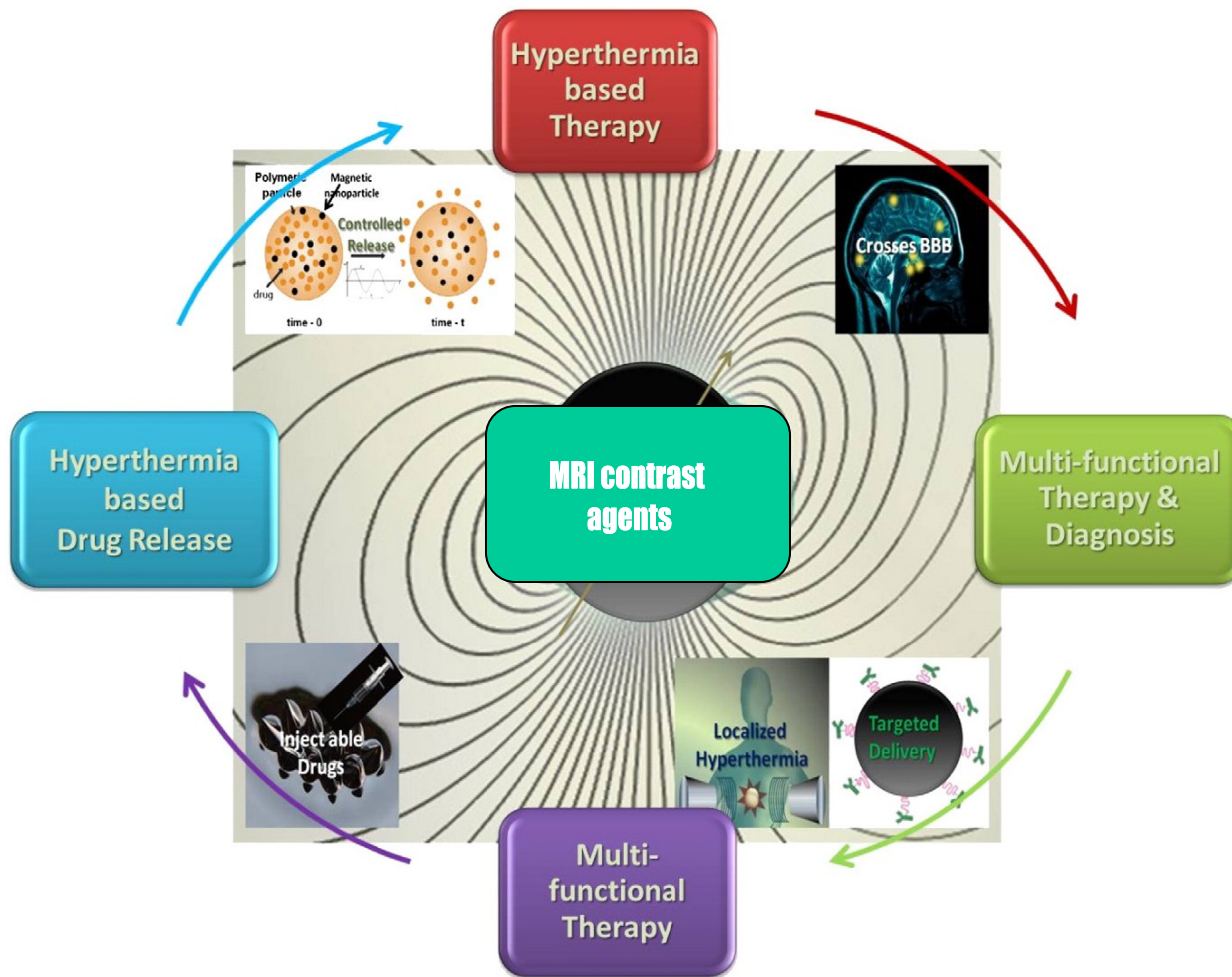 Hyperthermia
based
Therapy
Polymeric
particle
Magnetic
nanoparticle
Controlled
Release
drug
time - 0
time - t
Crosses BBB
Hyperthermia
based
Drug Release
MRI contrast
agents
Multi-functional
Therapy &
Diagnosis
Inject able
Drugs
Localized
Hyperthermia
Targeted
Delivery
Multi-
functional
Therapy